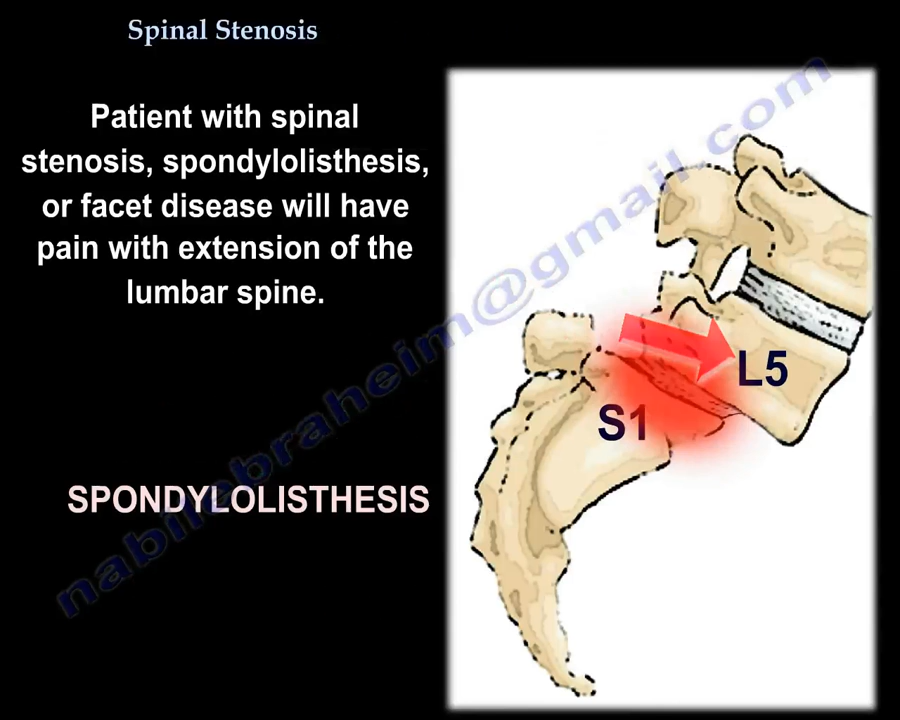 Spinal Stenosis
Patient with spinal
stenosis, spondylolisthesis,
or facet disease will have
pain with extension of the
lumbar spine.
SPONDYLOLISTHESIS
L5
S1
nabilebraheim@gmail.com